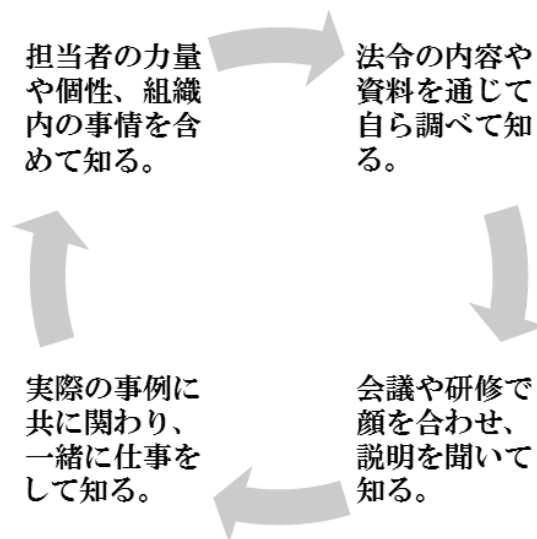 担当者の力量
や個性、組織
内の事情を含
めて知る。
法令の内容や
資料を通じて
自ら調べて知
る。
会議や研修で
顔を合わせ、
説明を聞いて
知る。
実際の事例に
共に関わり、
一緒に仕事を
して知る。